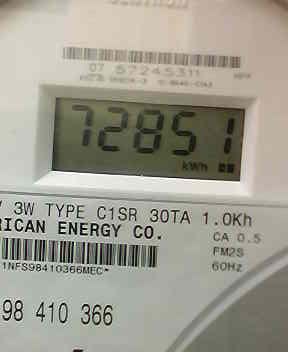 07 57245311
72851
kWh
V 3W TYPE C1SR 30TA 1.0Kh
RICAN ENERGY CO.
CA 0.5
FM2S
60Hz
1NFS98410366MEC*
98 410 366